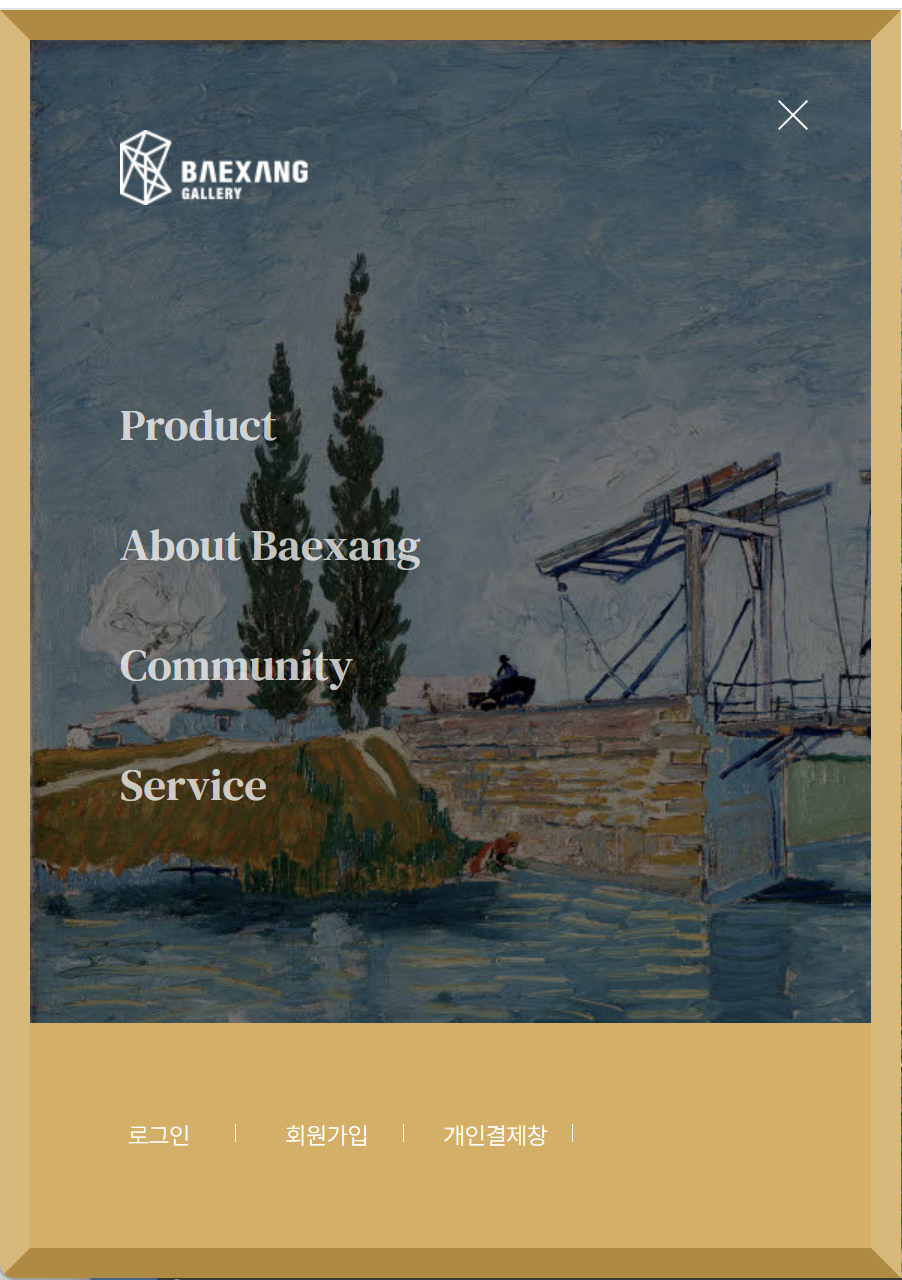 BAEXANG
GALLERY
Product
About Baexang
Community
Service
로그인 | 회원가입 | 개인결제창 |